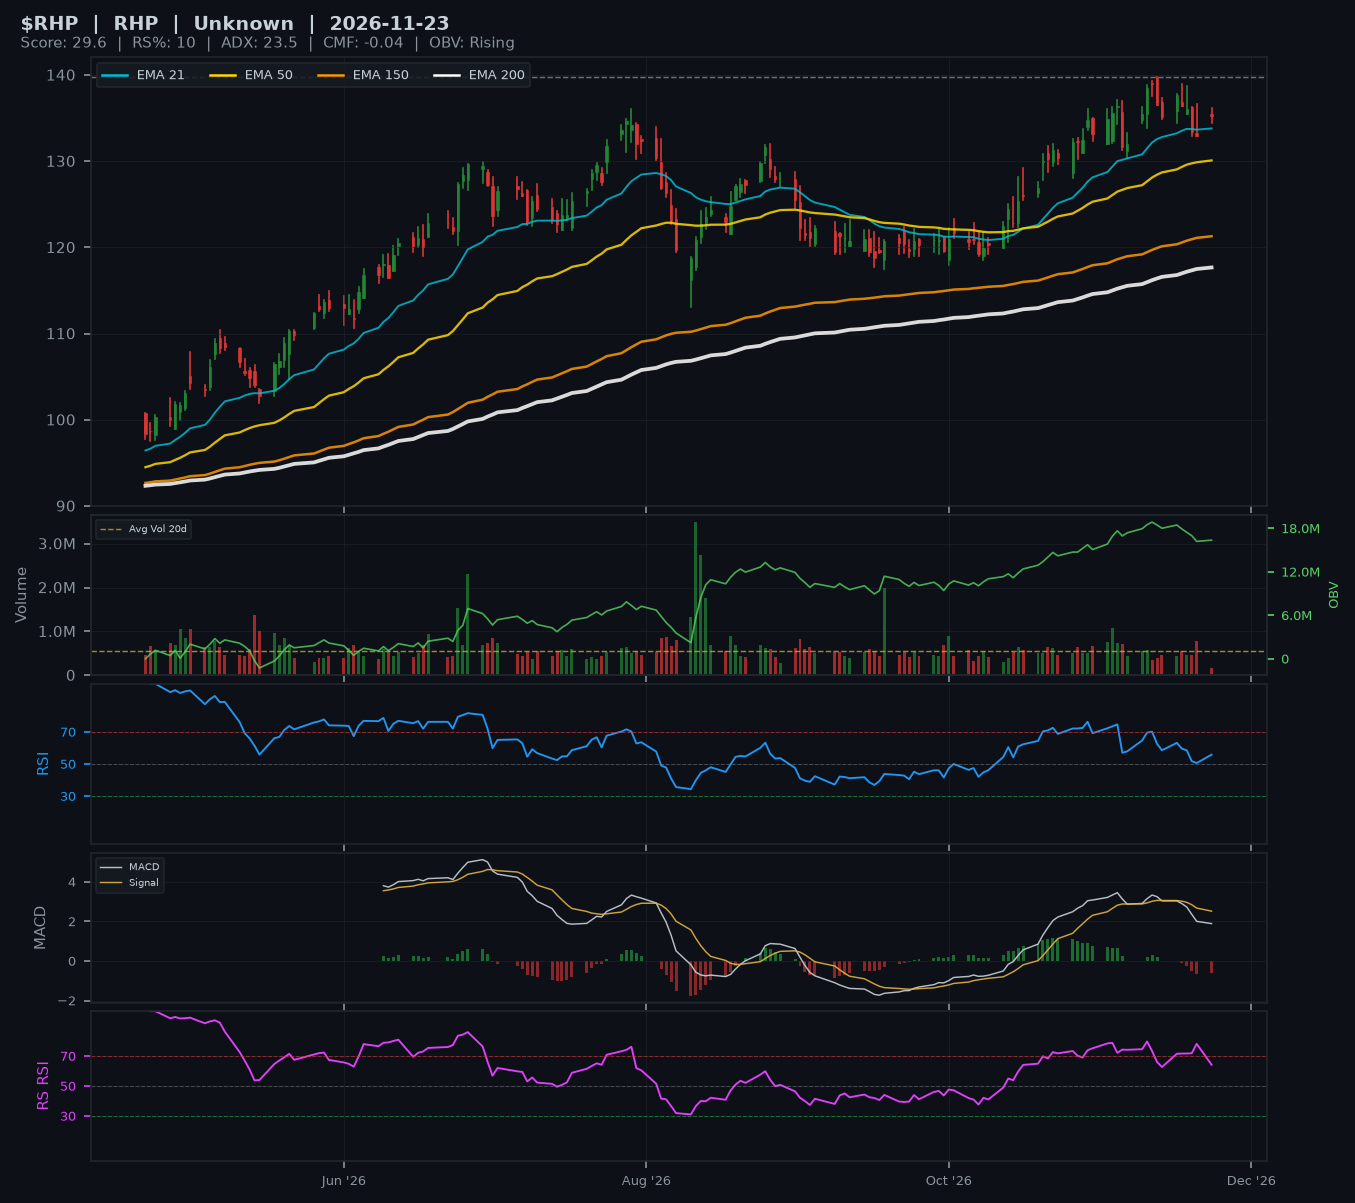 $RHP | RHP | Unknown | 2026-11-23
Score: 29.6 | RS%: 10 | ADX: 23.5 | CMF: -0.04 | OBV: Rising
EMA 21 EMA 50 EMA 150 EMA 200
140
130
120
110
100
90
Avg Vol 20d
Volume
3.0M
2.0M
1.0M
0
18.0M
12.0M
6.0M
0
OBV
RSI
70
50
30
MACD
Signal
MACD
4
2
0
−2
RS RSI
70
50
30
Jun '26 Aug '26 Oct '26 Dec '26